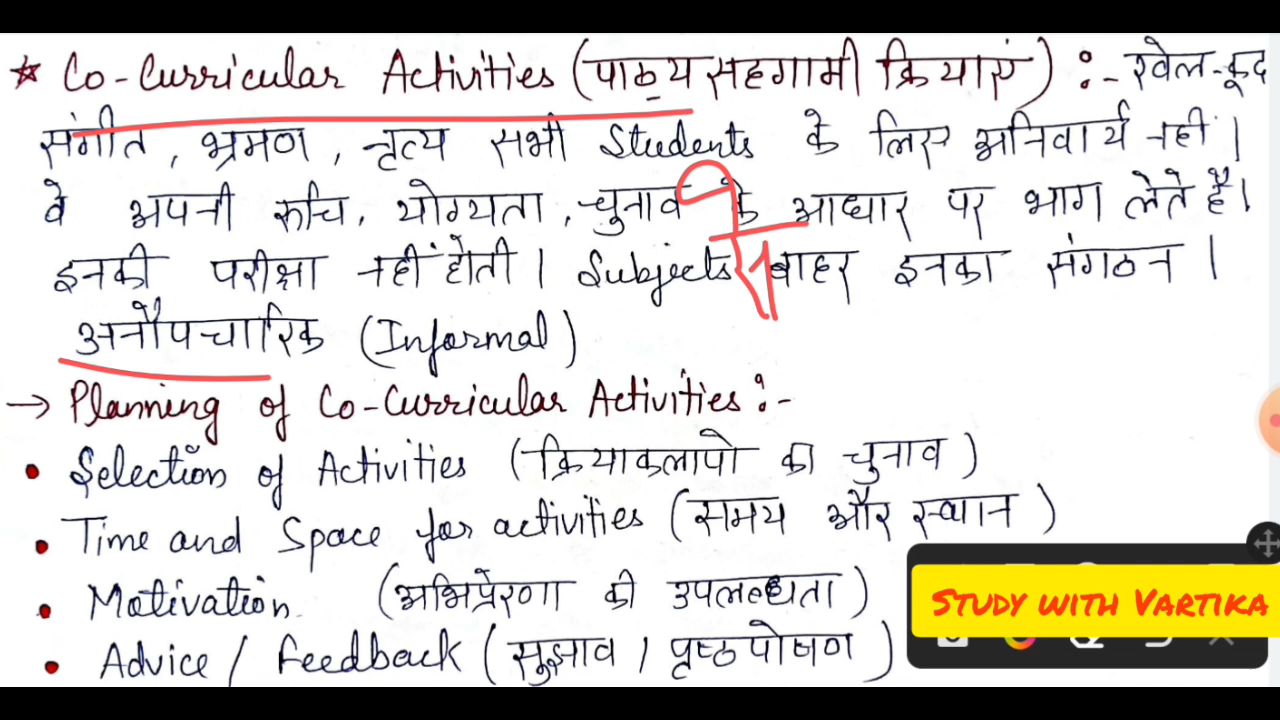 ☆ Co-Curricular Activities (पाठ्यसहगामी क्रियाएं) :- खेल-कूद
संगीत, भ्रमण, नृत्य सभी Students के लिए अनिवार्य नहीं।
वे अपनी रुचि, योग्यता, चुनाव के आधार पर भाग लेते हैं।
इनकी परीक्षा नहीं होती। Subjects बाहर इनका संगठन।
अनौपचारिक (Informal)
→ Planning of Co-Curricular Activities :-
• Selection of Activities (क्रियाकलापो का चुनाव)
• Time and Space for activities (समय और स्थान)
• Motivation (अभिप्रेरणा की उपलब्धता)
• Advice / Feedback (सुझाव / पृष्ठपोषण)
STUDY WITH VARTIKA